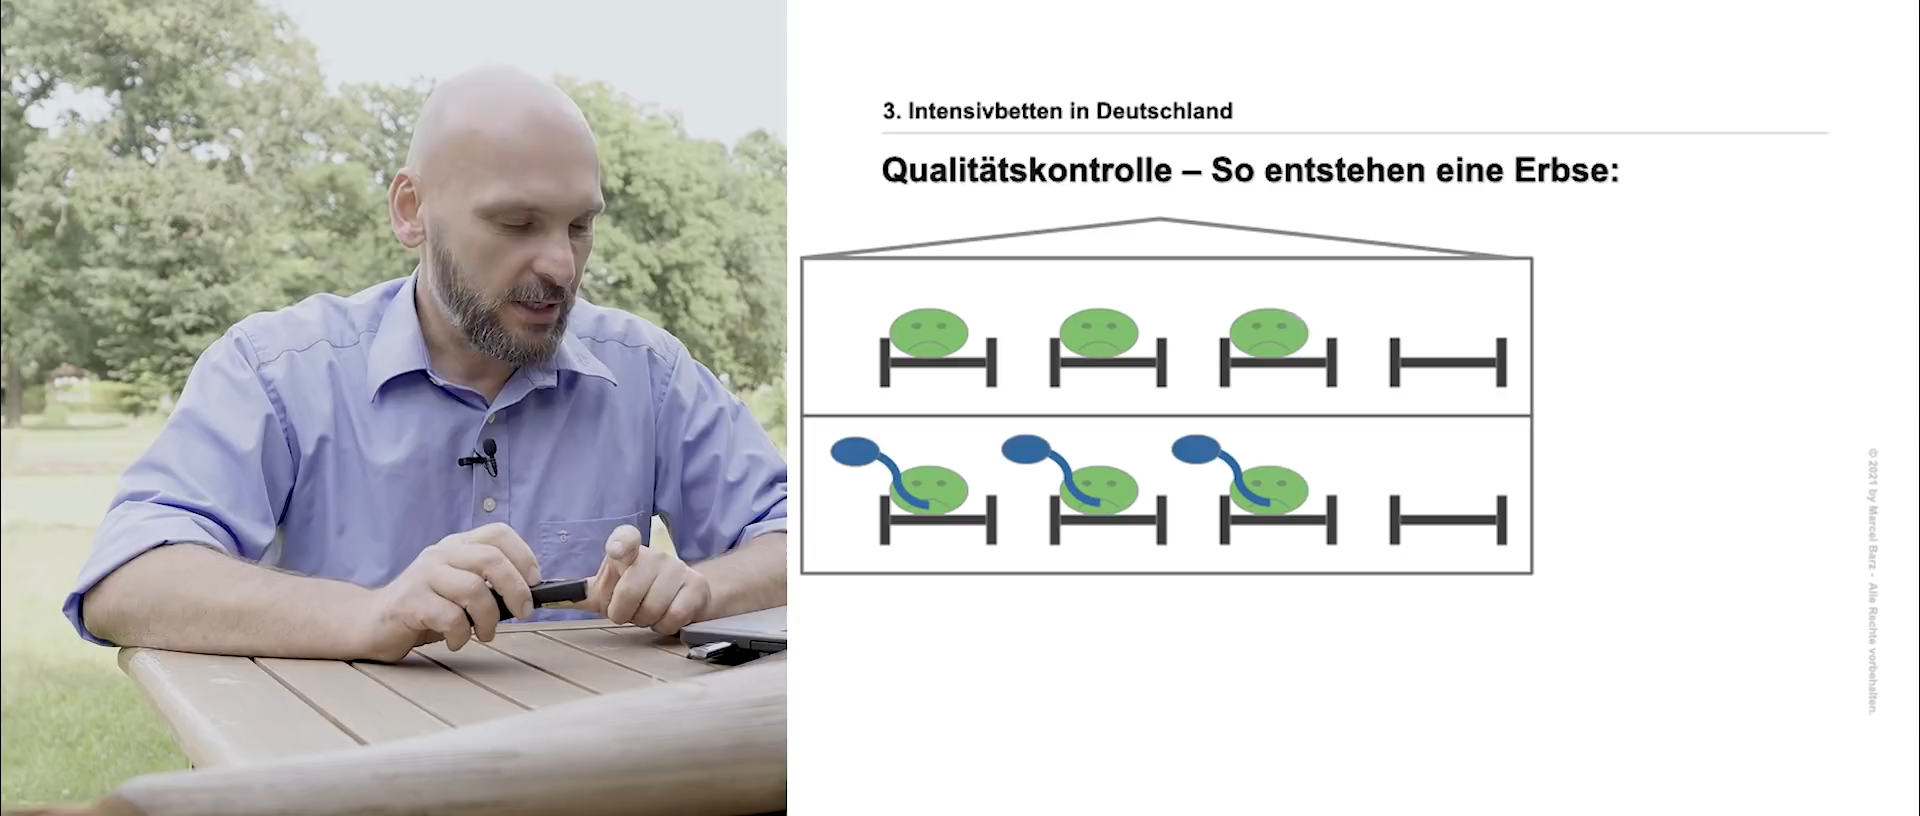 3. Intensivbetten in Deutschland
Qualitätskontrolle – So entstehen eine Erbse:
© 2021 by Marcel Barz - Alle Rechte vorbehalten.